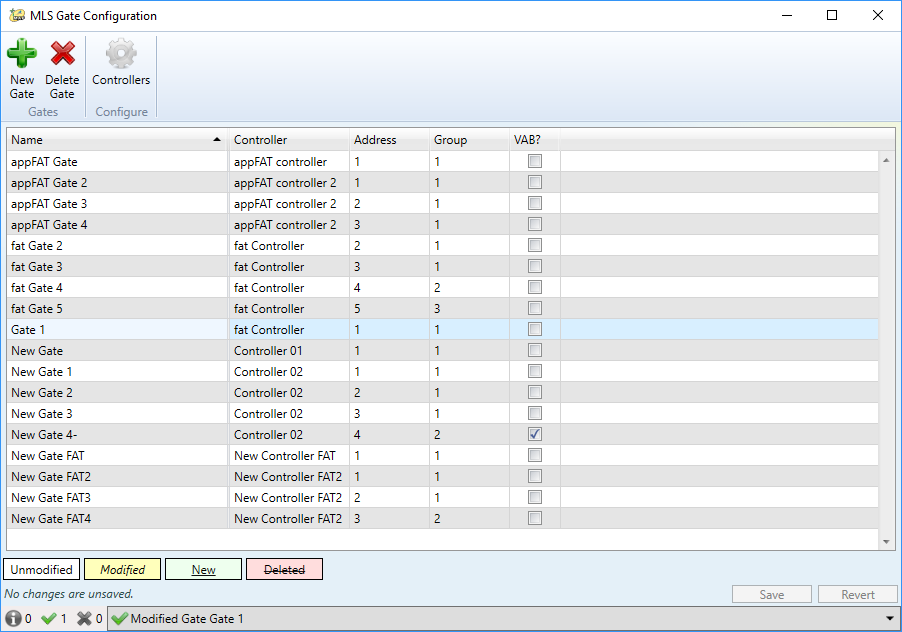 MLS Gate Configuration
New Gate
Delete Gate
Controllers
Gates
Configure
Name Controller Address Group VAB?
appFAT Gate appFAT controller 1 1
appFAT Gate 2 appFAT controller 2 1 1
appFAT Gate 3 appFAT controller 2 2 1
appFAT Gate 4 appFAT controller 2 3 1
fat Gate 2 fat Controller 2 1
fat Gate 3 fat Controller 3 1
fat Gate 4 fat Controller 4 2
fat Gate 5 fat Controller 5 3
Gate 1 fat Controller 1 1
New Gate Controller 01 1 1
New Gate 1 Controller 02 1 1
New Gate 2 Controller 02 2 1
New Gate 3 Controller 02 3 1
New Gate 4- Controller 02 4 2
New Gate FAT New Controller FAT 1 1
New Gate FAT2 New Controller FAT2 1 1
New Gate FAT3 New Controller FAT2 2 1
New Gate FAT4 New Controller FAT2 3 2
Unmodified Modified New Deleted
No changes are unsaved.
Save Revert
0 1 0 Modified Gate Gate 1